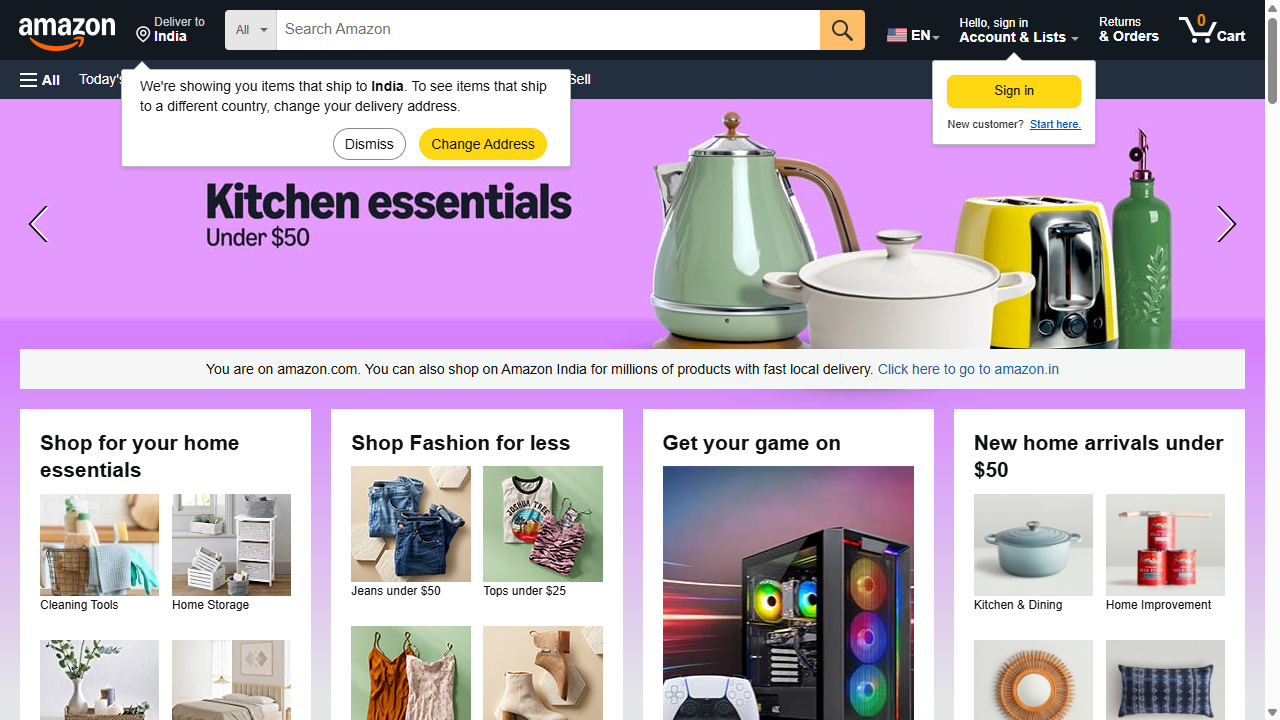 amazon
Deliver to
India
All
Search Amazon
EN
Hello, sign in
Account & Lists
Returns
& Orders
0
Cart
All
Today's
Sell
We're showing you items that ship to India. To see items that ship
to a different country, change your delivery address.
Dismiss
Change Address
Sign in
New customer? Start here.
Kitchen essentials
Under $50
You are on amazon.com. You can also shop on Amazon India for millions of products with fast local delivery. Click here to go to amazon.in
Shop for your home
essentials
Cleaning Tools
Home Storage
Shop Fashion for less
JOSHUA TREE
Jeans under $50
Tops under $25
Get your game on
New home arrivals under
$50
Kitchen & Dining
Home Improvement